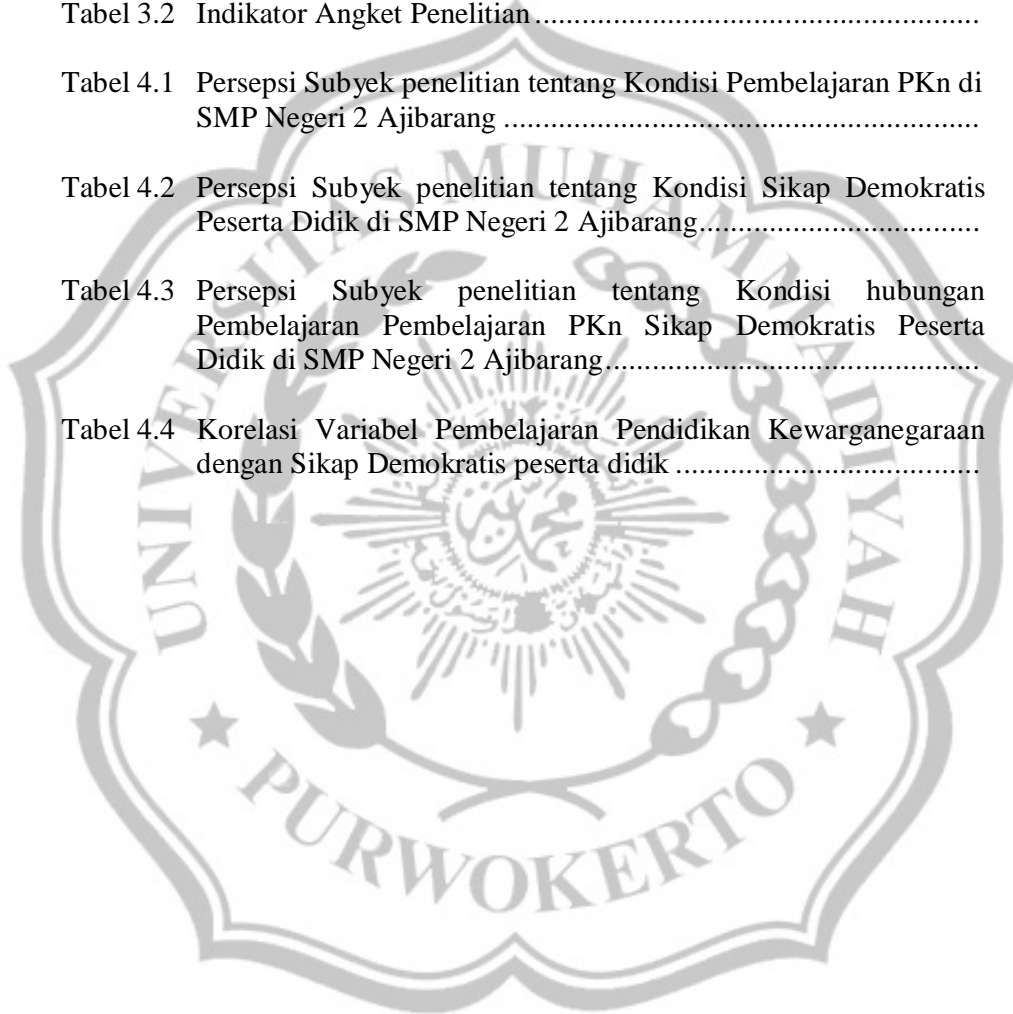 Tabel 3.2 Indikator Angket Penelitian .........................................................
Tabel 4.1 Persepsi Subyek penelitian tentang Kondisi Pembelajaran PKn di
SMP Negeri 2 Ajibarang .............................................................
Tabel 4.2 Persepsi Subyek penelitian tentang Kondisi Sikap Demokratis
Peserta Didik di SMP Negeri 2 Ajibarang....................................
Tabel 4.3 Persepsi Subyek penelitian tentang Kondisi hubungan
Pembelajaran Pembelajaran PKn Sikap Demokratis Peserta
Didik di SMP Negeri 2 Ajibarang................................................
Tabel 4.4 Korelasi Variabel Pembelajaran Pendidikan Kewarganegaraan
dengan Sikap Demokratis peserta didik .......................................
UNIVERSITAS MUHAMMADIYAH
PURWOKERTO